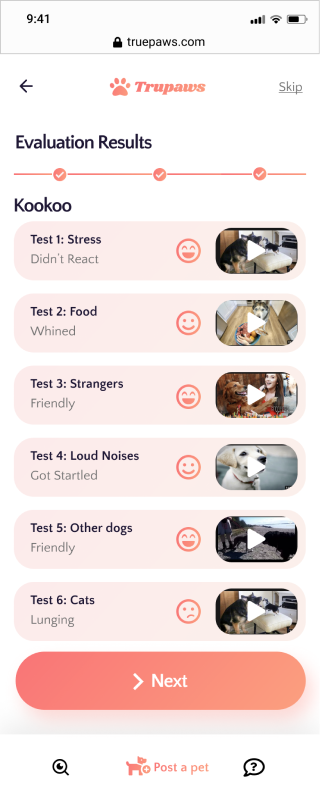 9:41
truepaws.com
Trupaws
Skip
Evaluation Results
Kookoo
Test 1: Stress
Didn't React
Test 2: Food
Whined
Test 3: Strangers
Friendly
Test 4: Loud Noises
Got Startled
Test 5: Other dogs
Friendly
Test 6: Cats
Lunging
Next
Post a pet